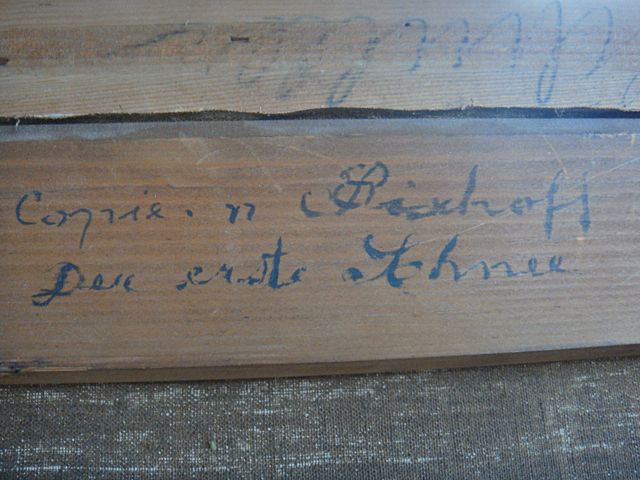 Copie. n Bischoff
Der erste Schnee